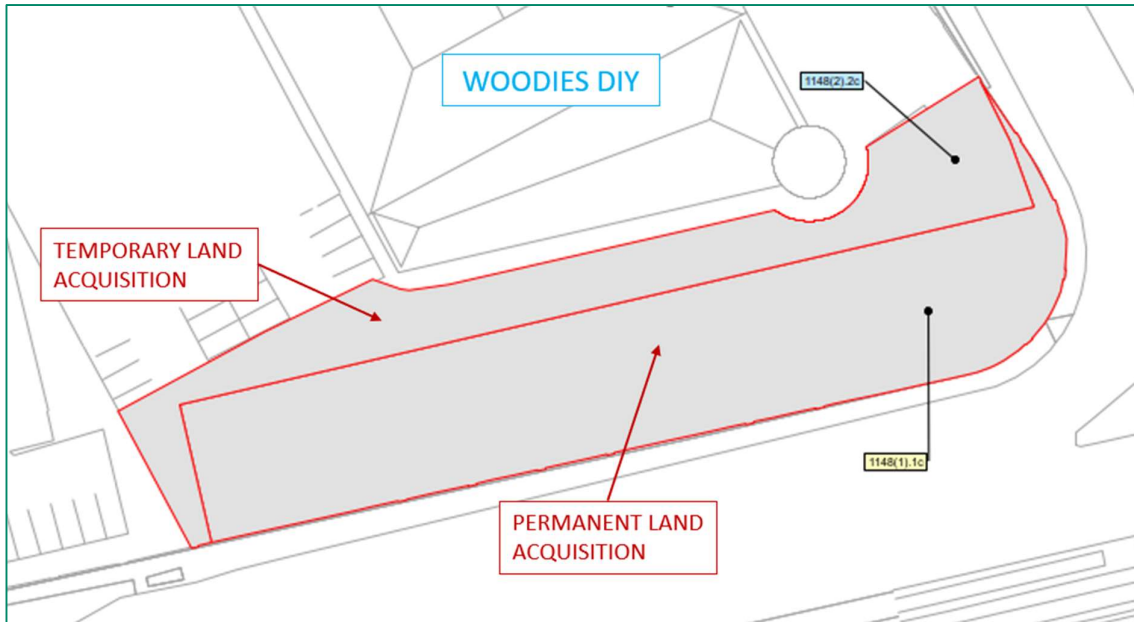 WOODIES DIY
1148(2).2c
TEMPORARY LAND
ACQUISITION
1148(1).1c
PERMANENT LAND
ACQUISITION